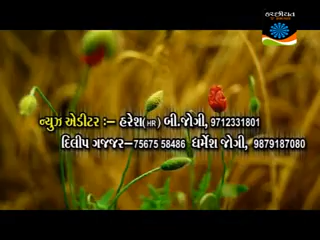 ન્યુઝ એડીટર :– હરેશ(HR) બી.જોગી, 9712331801
દિલીપ ગજ્જર–75675 58486 ધર્મેશ જોગી, 9879187080